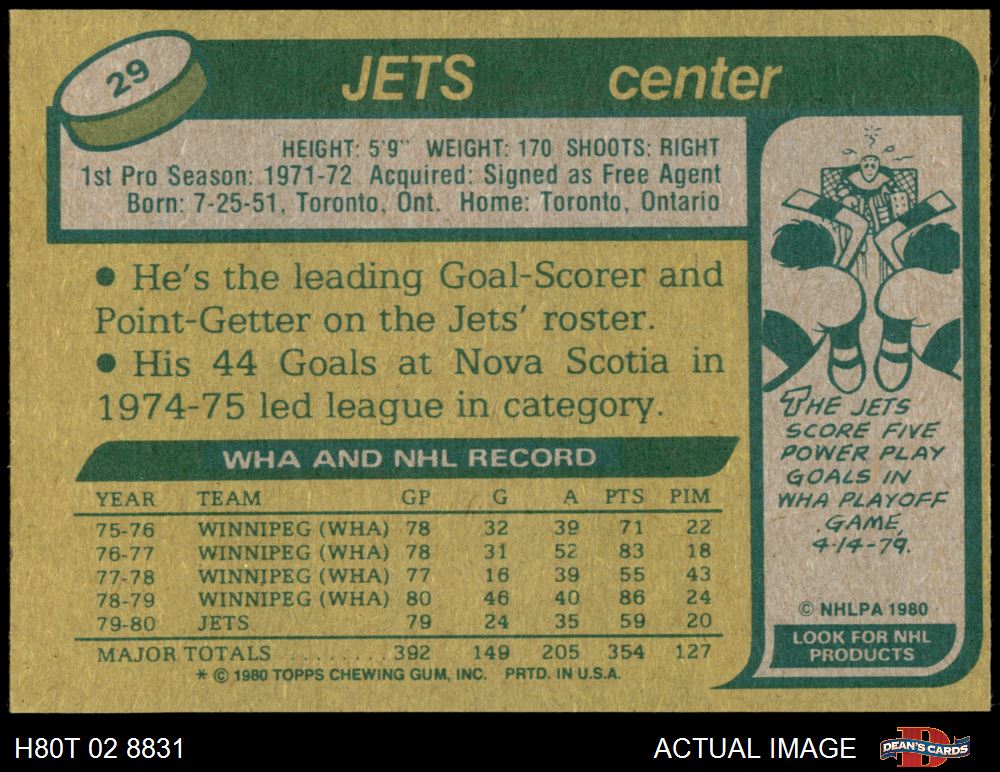 29
JETS center
HEIGHT: 5'9" WEIGHT: 170 SHOOTS: RIGHT
1st Pro Season: 1971-72 Acquired: Signed as Free Agent
Born: 7-25-51, Toronto, Ont. Home: Toronto, Ontario
• He's the leading Goal-Scorer and
Point-Getter on the Jets' roster.
• His 44 Goals at Nova Scotia in
1974-75 led league in category.
WHA AND NHL RECORD
YEAR TEAM GP G A PTS PIM
75-76 WINNIPEG (WHA) 78 32 39 71 22
76-77 WINNIPEG (WHA) 78 31 52 83 18
77-78 WINNIPEG (WHA) 77 16 39 55 43
78-79 WINNIPEG (WHA) 80 46 40 86 24
79-80 JETS 79 24 35 59 20
MAJOR TOTALS ......... 392 149 205 354 127
* © 1980 TOPPS CHEWING GUM, INC. PRTD. IN U.S.A.
THE JETS
SCORE FIVE
POWER PLAY
GOALS IN
WHA PLAYOFF
GAME,
4-14-79.
© NHLPA 1980
LOOK FOR NHL
PRODUCTS
H80T 02 8831 ACTUAL IMAGE
D
DEAN'S CARDS